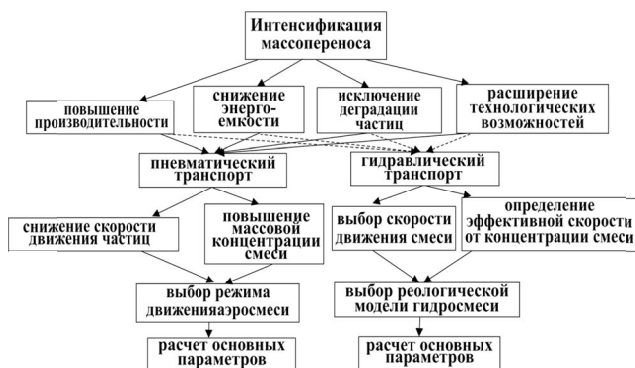 Интенсификация
массопереноса
повышение
производительности
снижение
энерго-
емкости
исключение
деградации
частиц
расширение
технологических
возможностей
пневматический
транспорт
гидравлический
транспорт
снижение скорости
движения частиц
повышение
массовой
концентрации
смеси
выбор скорости
движения смеси
определение
эффективной скорости
от концентрации смеси
выбор режима
движенияаэросмеси
выбор реологической
модели гидросмеси
расчет основных
параметров
расчет основных
параметров